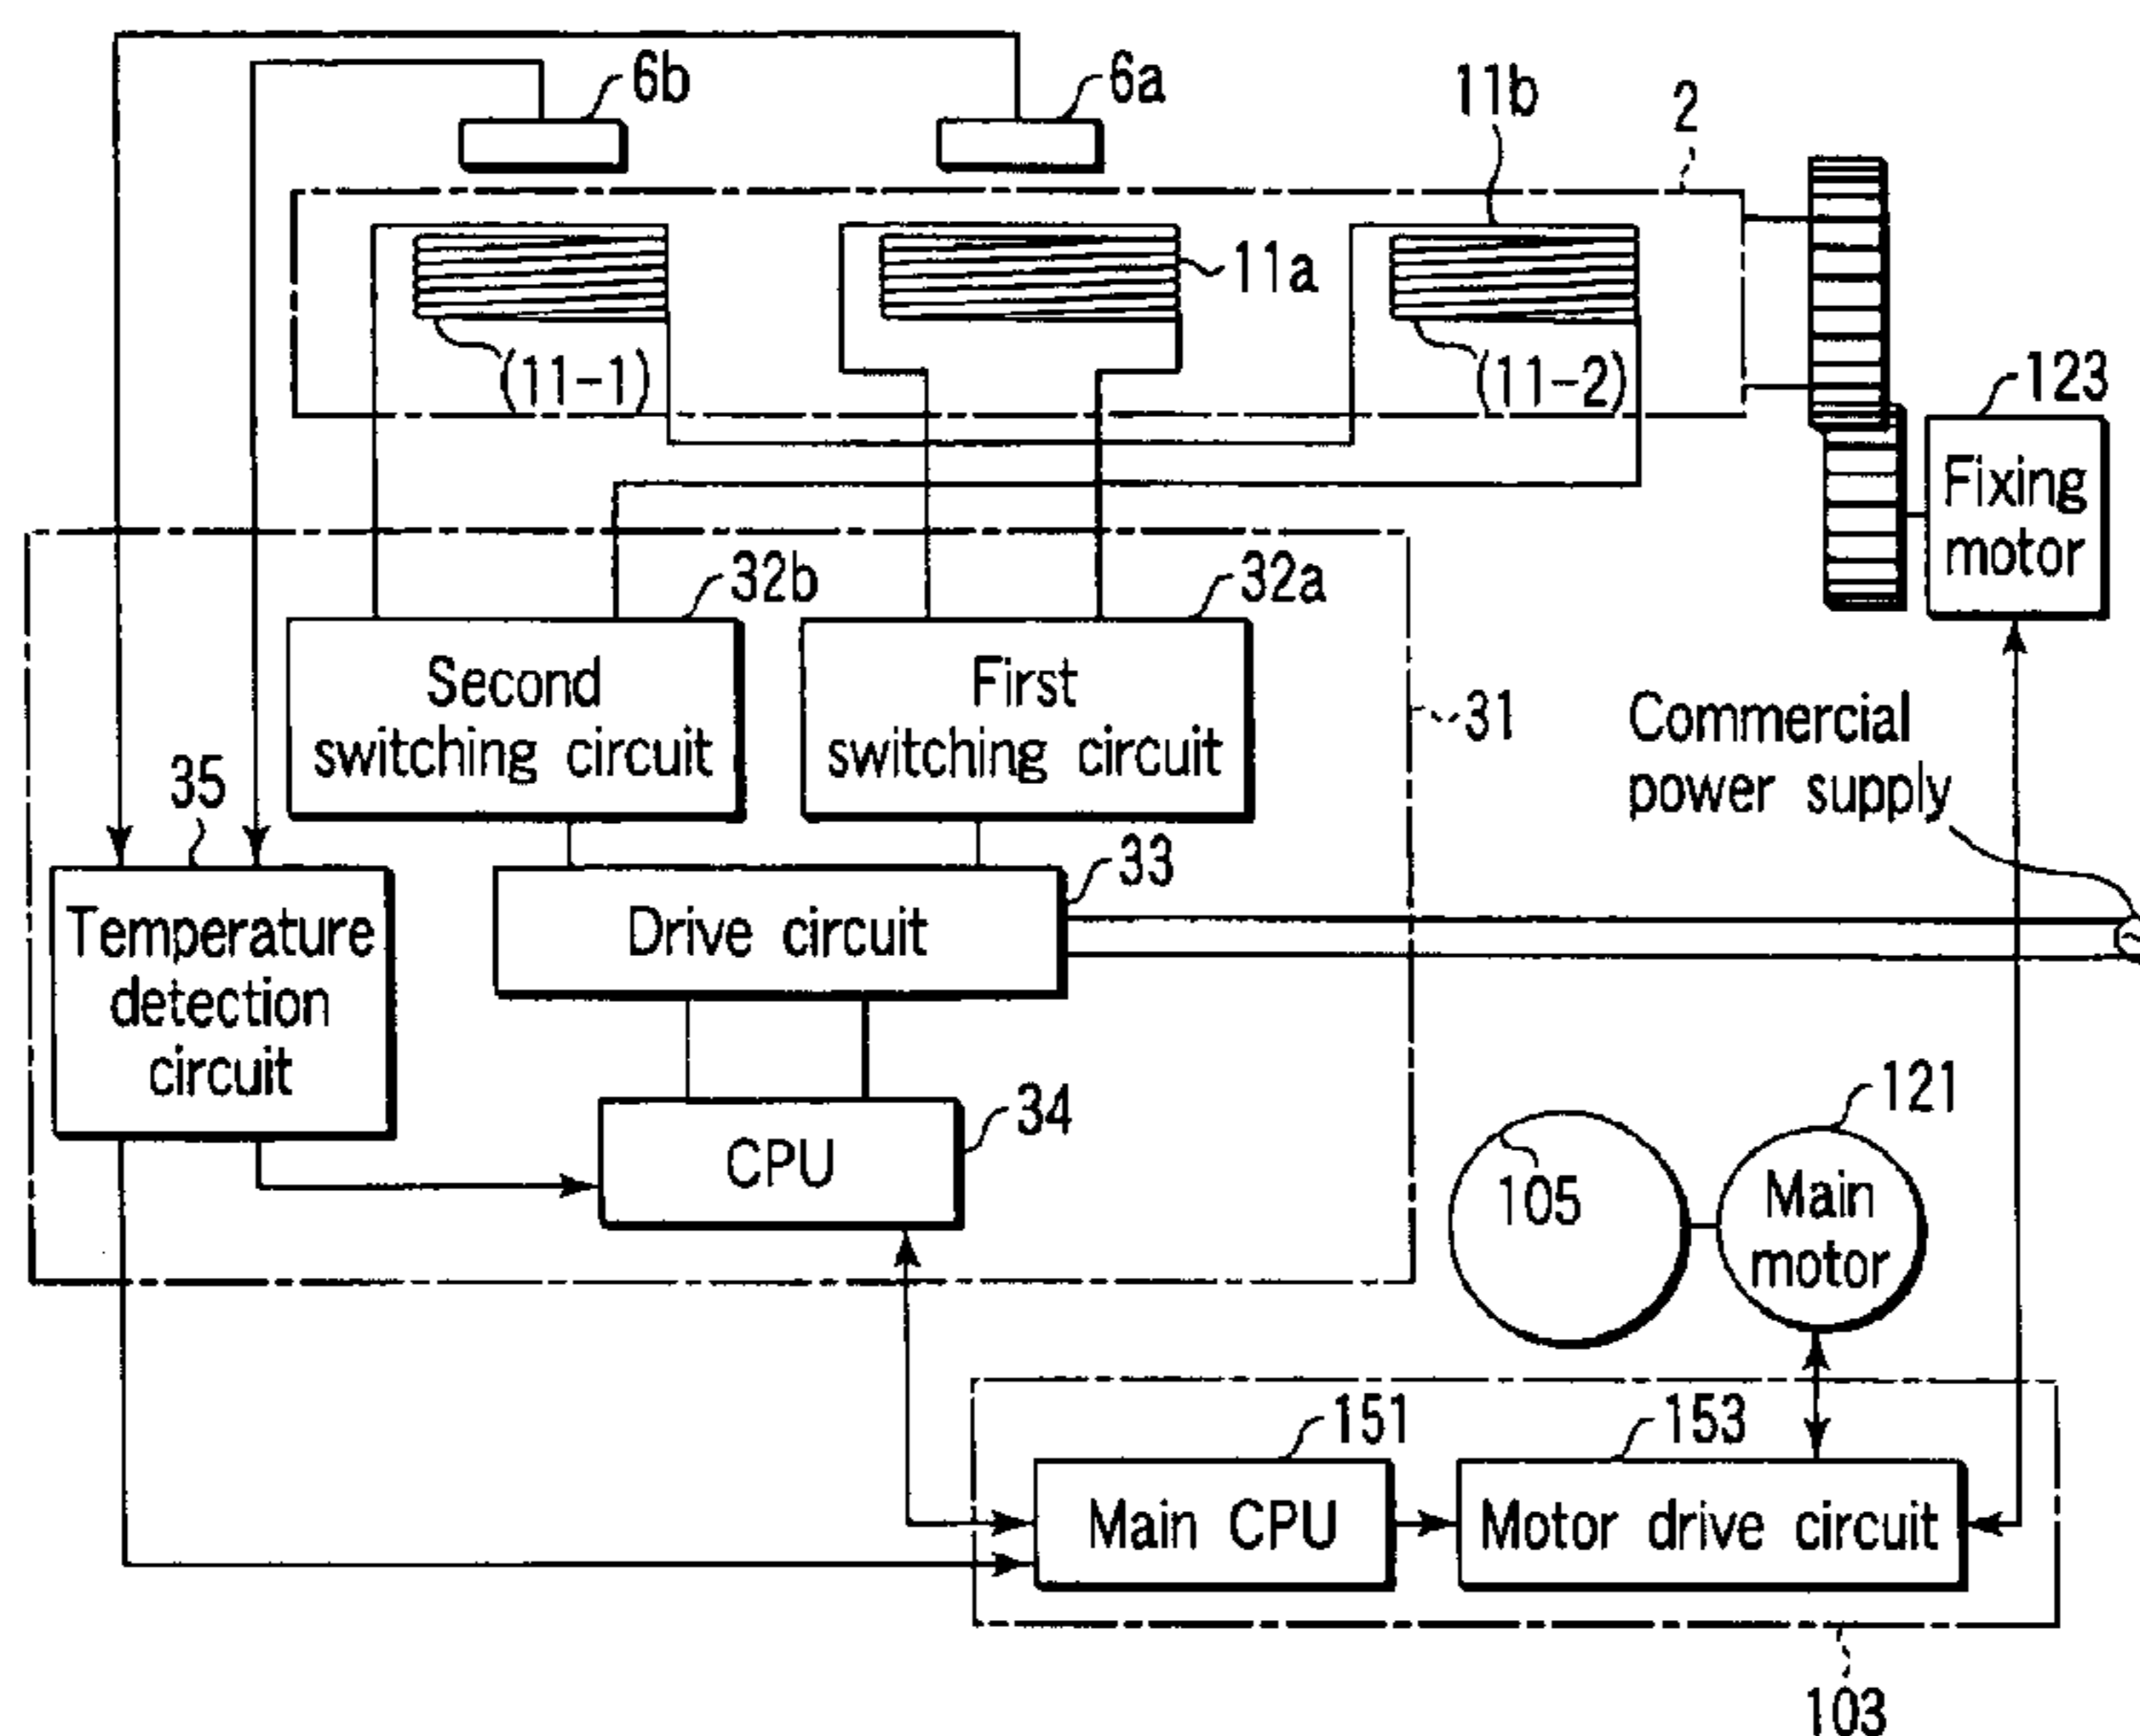 6b
6a
11b
2
11a
(11-1)
(11-2)
123
Fixing
motor
32b
32a
Second
switching circuit
First
switching circuit
31
Commercial
power supply
35
33
Temperature
detection
circuit
Drive circuit
34
CPU
121
105
Main
motor
151
153
Main CPU
Motor drive circuit
103